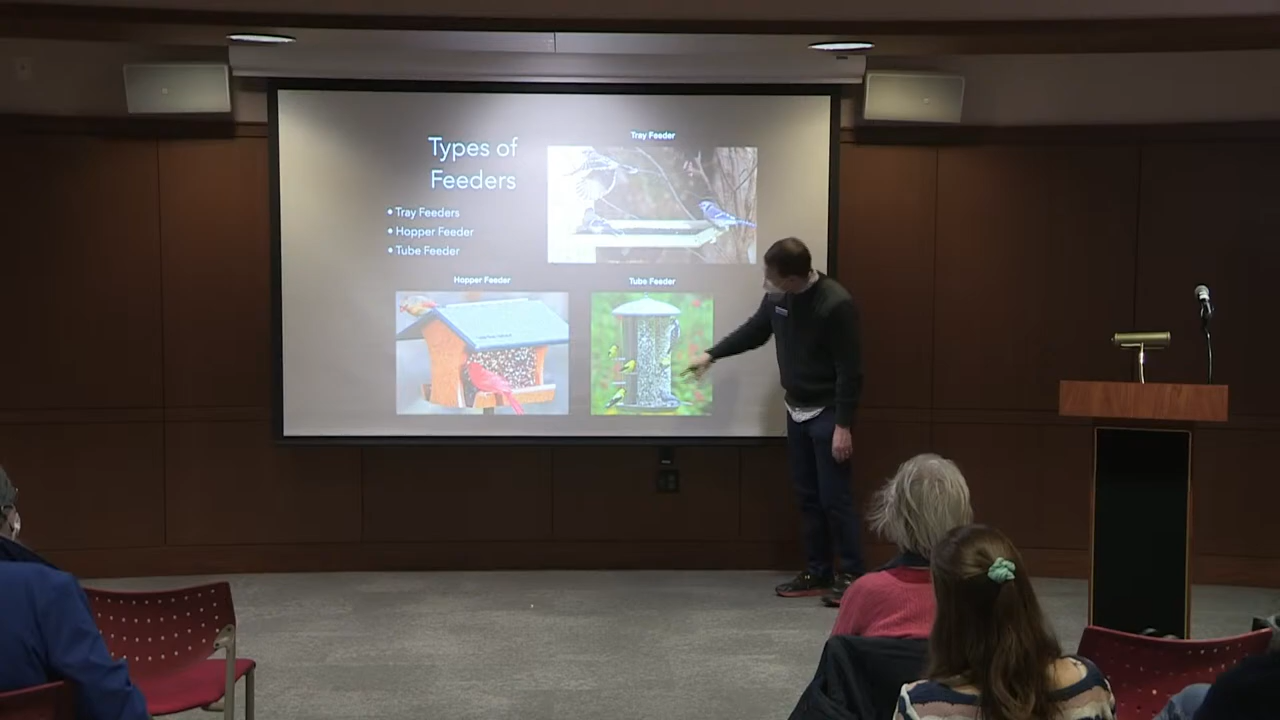 Types of
Feeders
• Tray Feeders
• Hopper Feeder
• Tube Feeder
Tray Feeder
Hopper Feeder
Tube Feeder